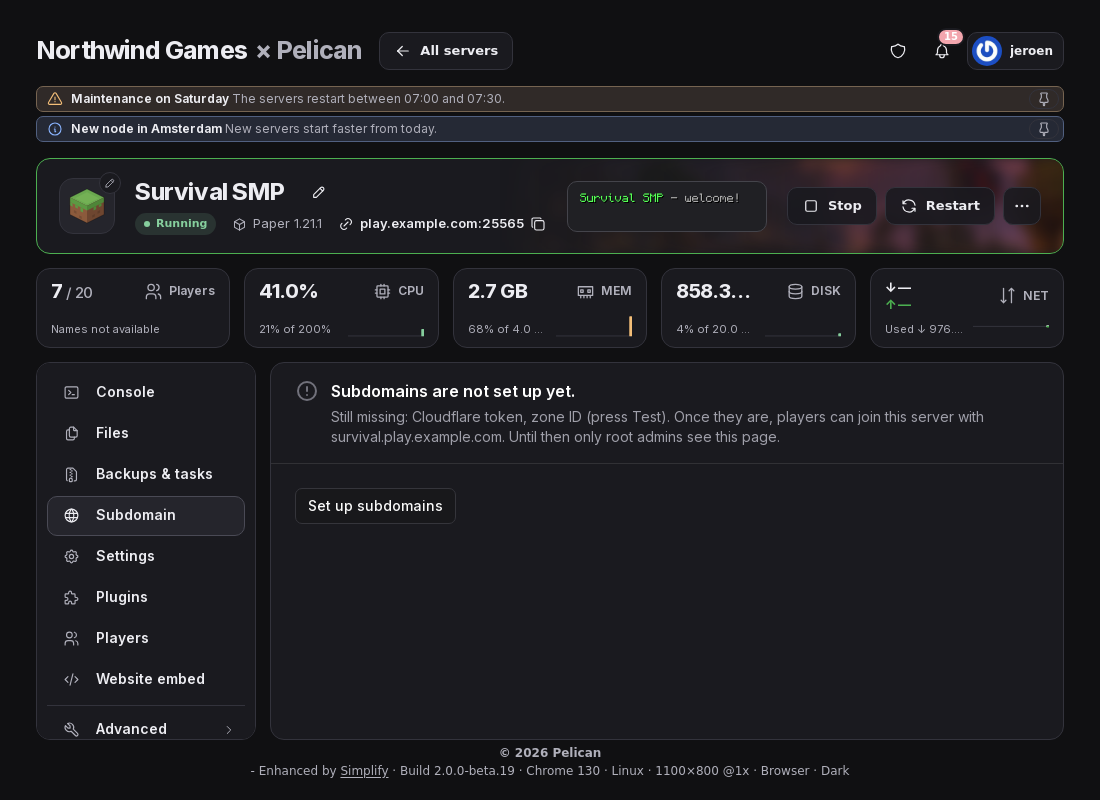 Northwind Games × Pelican
All servers
15
jeroen
Maintenance on Saturday The servers restart between 07:00 and 07:30.
New node in Amsterdam New servers start faster from today.
Survival SMP
Running
Paper 1.21.1
play.example.com:25565
Survival SMP - welcome!
Stop
Restart
7 / 20
Players
Names not available
41.0%
CPU
21% of 200%
2.7 GB
MEM
68% of 4.0 ...
858.3...
DISK
4% of 20.0 ...
↓—
↑—
NET
Used ↓ 976....
Console
Files
Backups & tasks
Subdomain
Settings
Plugins
Players
Website embed
Advanced
Subdomains are not set up yet.
Still missing: Cloudflare token, zone ID (press Test). Once they are, players can join this server with
survival.play.example.com. Until then only root admins see this page.
Set up subdomains
© 2026 Pelican
- Enhanced by Simplify · Build 2.0.0-beta.19 · Chrome 130 · Linux · 1100×800 @1x · Browser · Dark